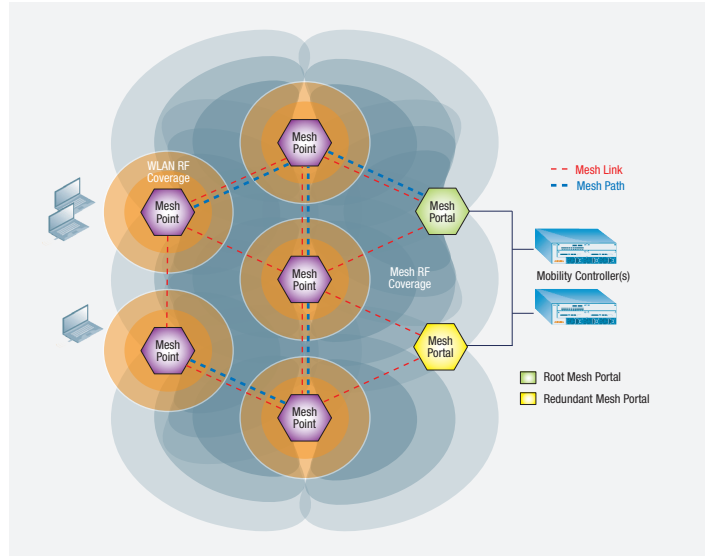 Mesh
Point
WLAN RF
Coverage
Mesh Link
Mesh Path
Mesh
Point
Mesh
Portal
Mesh
Point
Mesh RF
Coverage
Mobility Controller(s)
Mesh
Point
Mesh
Portal
Root Mesh Portal
Redundant Mesh Portal
Mesh
Point